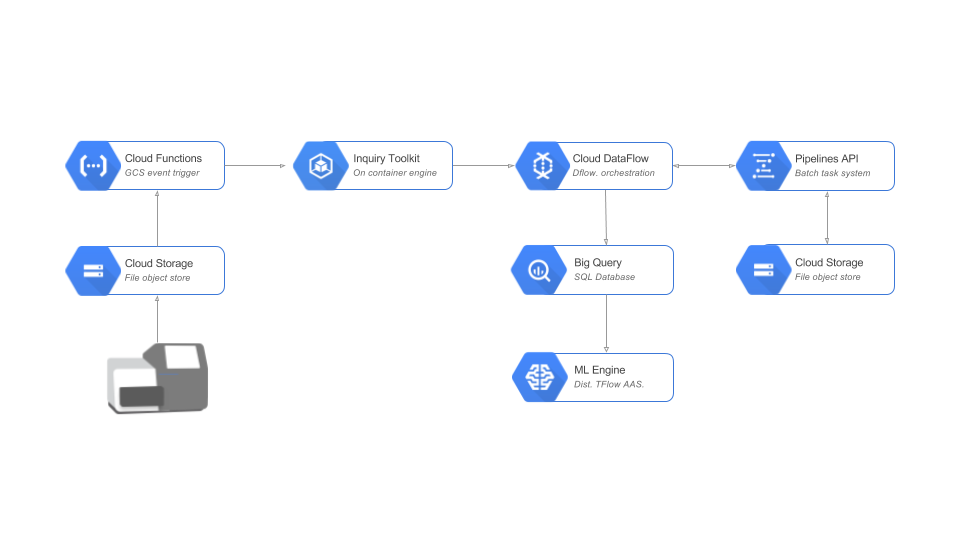 Cloud Functions
GCS event trigger
Inquiry Toolkit
On container engine
Cloud DataFlow
Dflow. orchestration
Pipelines API
Batch task system
Cloud Storage
File object store
Big Query
SQL Database
Cloud Storage
File object store
ML Engine
Dist. TFlow AAS.